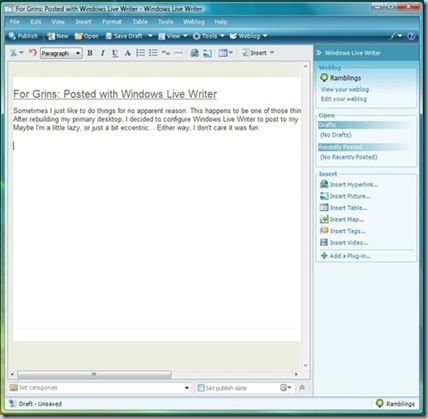 For Grins: Posted with Windows Live Writer - Windows Live Writer
File Edit View Insert Format Table Tools Weblog Help
Publish New Open Save Draft View Tools Weblog
Paragraph B I U A Insert
Windows Live Writer
Weblog
Ramblings
View your weblog
Edit your weblog
For Grins: Posted with Windows Live Writer
Sometimes I just like to do things for no apparent reason. This happens to be one of those thin
After rebuilding my primary desktop, I decided to configure Windows Live Writer to post to my
Maybe I'm a little lazy, or just a bit eccentric... Either way, I don't care it was fun.
Open
Drafts
(No Drafts)
Recently Posted
(No Recently Posted)
Insert
Insert Hyperlink...
Insert Picture...
Insert Table...
Insert Map...
Insert Tags...
Insert Video...
Add a Plug-in...
Set categories Set publish date
Draft - Unsaved Ramblings